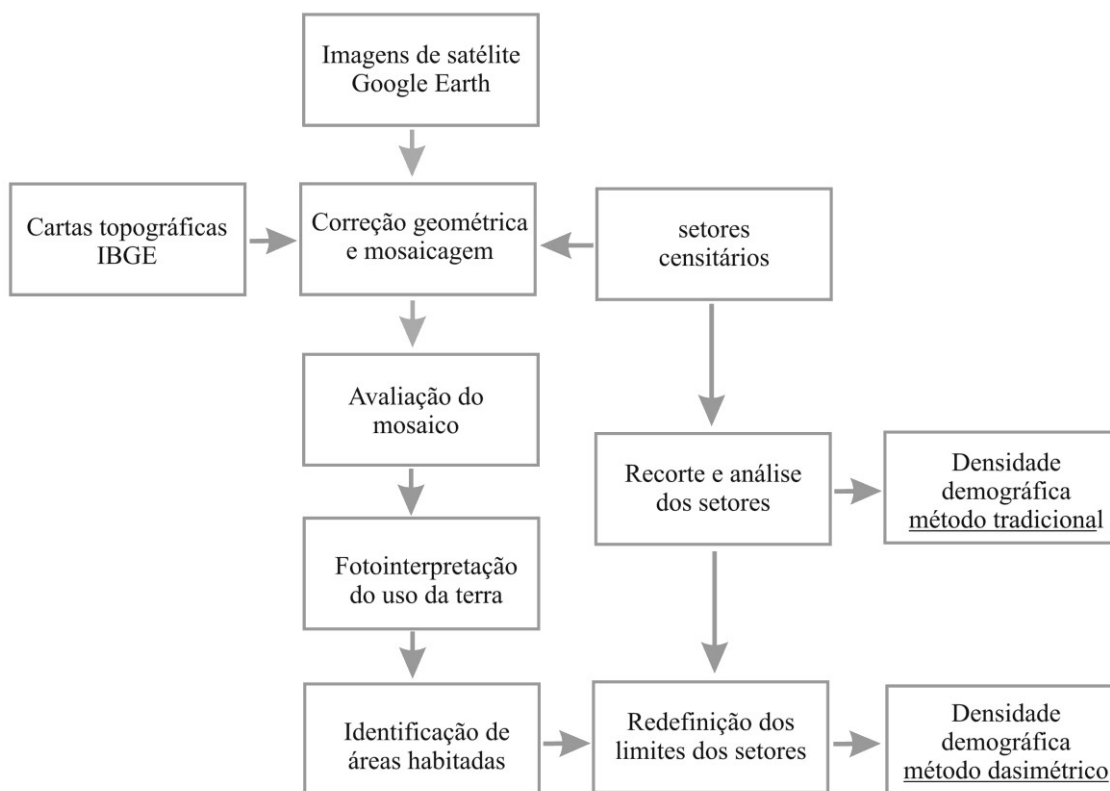 Imagens de satélite
Google Earth
Cartas topográficas
IBGE
Correção geométrica
e mosaicagem
setores
censitários
Avaliação do
mosaico
Recorte e análise
dos setores
Densidade
demográfica
método tradicional
Fotointerpretação
do uso da terra
Identificação de
áreas habitadas
Redefinição dos
limites dos setores
Densidade
demográfica
método dasimétrico